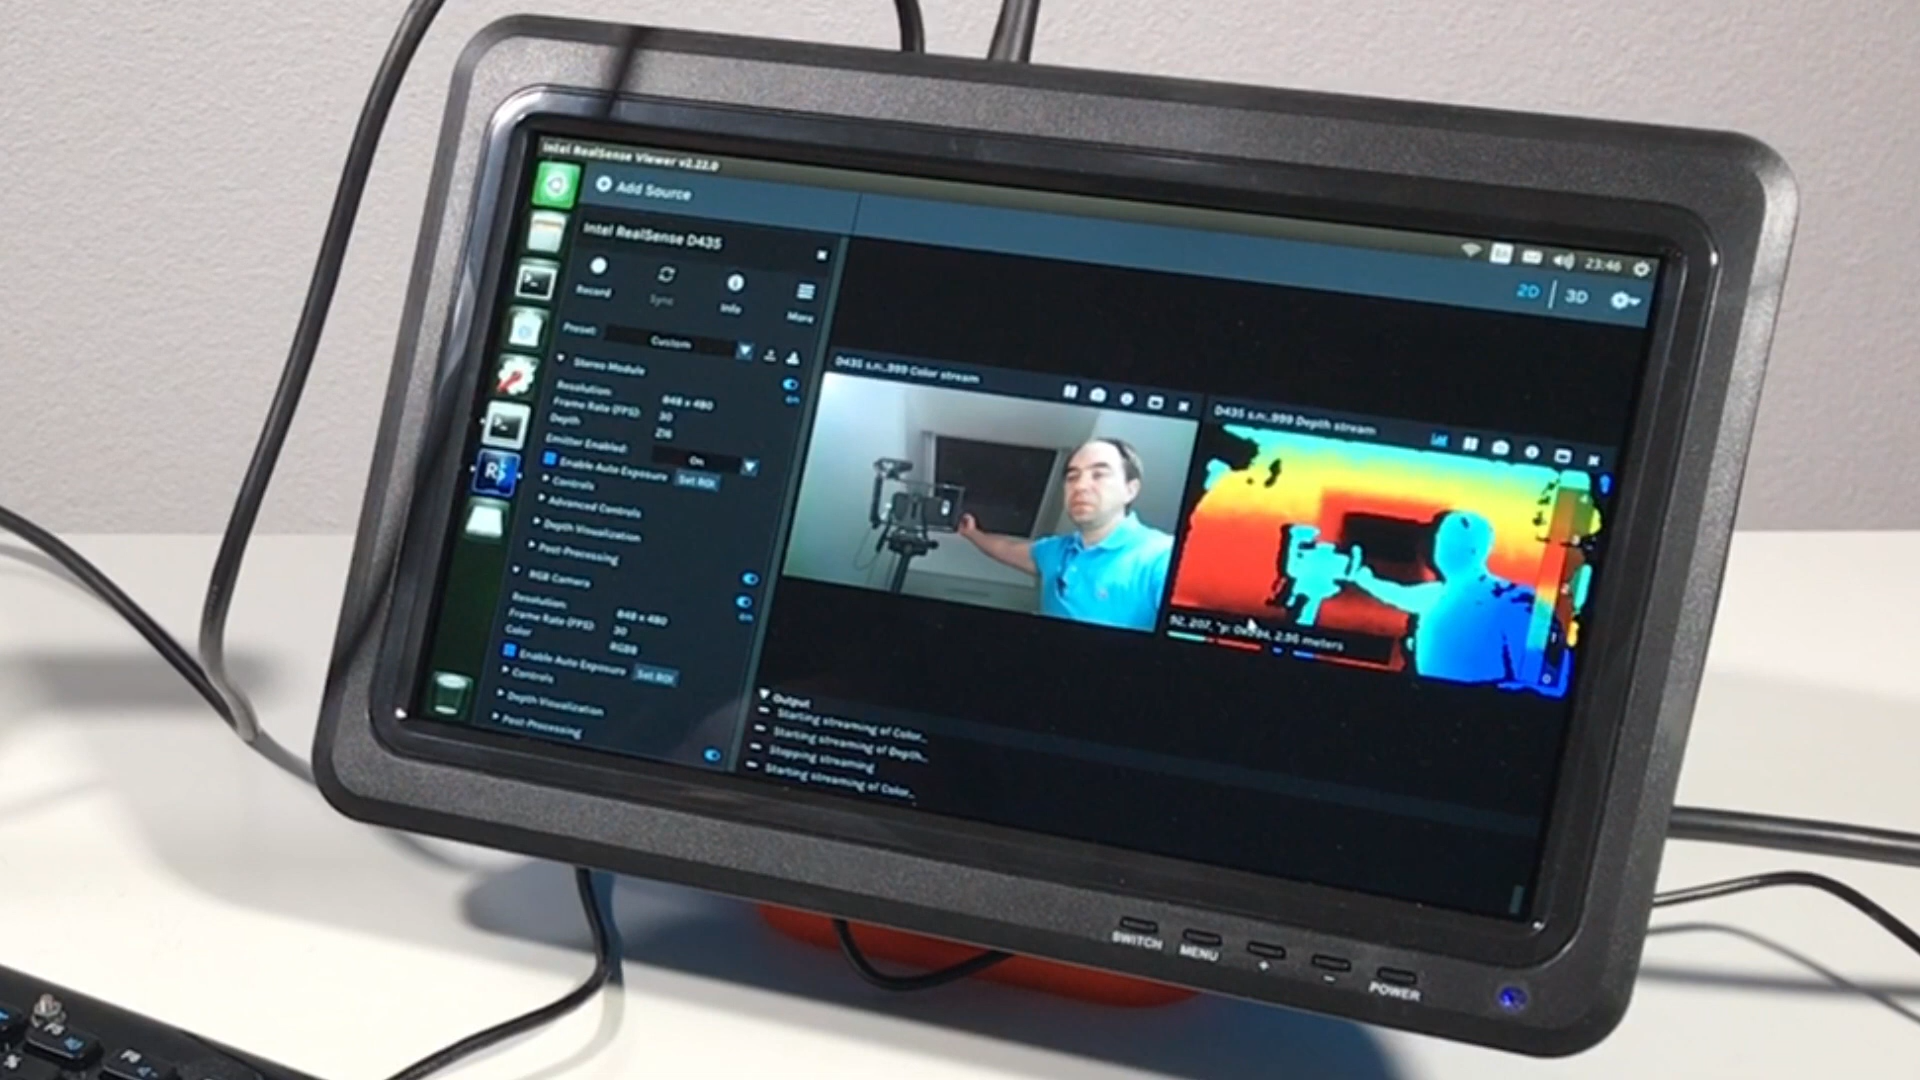 Intel RealSense Viewer v2.22.0
Add Source
23:46
2D | 3D
Intel RealSense D435
Record
Sync
Info
More
Preset: Custom
Stereo Module
on
Resolution: 848 x 480
Frame Rate (FPS): 30
Depth Z16
Emitter Enabled: On
Enable Auto Exposure Set ROI
Controls
Advanced Controls
Depth Visualization
Post-Processing
RGB Camera
on
Resolution: 848 x 480
Frame Rate (FPS): 30
Color RGB8
Enable Auto Exposure Set ROI
Controls
Depth Visualization
Post-Processing
D435 s.n:..999 Color stream
D435 s.n:..999 Depth stream
2.96 meters
Output
Starting streaming of Color...
Starting streaming of Depth...
Stopping streaming
Starting streaming of Color...
SWITCH
MENU
+
-
POWER
F5
F6
%